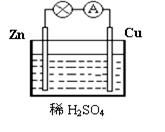 A
Zn
Cu
稀 H₂SO₄